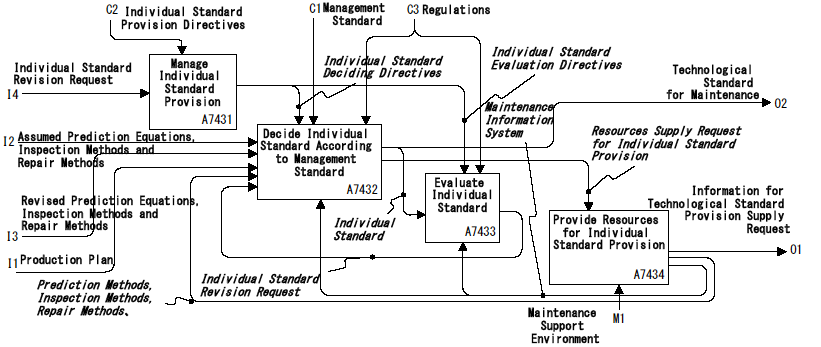 C2 Individual Standard
Provision Directives
C1 Management
Standard
C3 Regulations
Individual Standard
Revision Request
I4
Manage
Individual
Standard
Provision
A7431
Individual Standard
Deciding Directives
Individual Standard
Evaluation Directives
Technological
Standard
for Maintenance
O2
I2 Assumed Prediction Equations,
Inspection Methods and
Repair Methods
Decide Individual
Standard According
to Management
Standard
A7432
Maintenance
Information
System
Resources Supply Request
for Individual Standard
Provision
Revised Prediction Equations,
Inspection Methods and
Repair Methods
I3
I1 Production Plan
Evaluate
Individual
Standard
A7433
Individual
Standard
Information for
Technological Standard
Provision Supply
Request
O1
Provide Resources
for Individual
Standard Provision
A7434
Individual Standard
Revision Request
Prediction Methods,
Inspection Methods,
Repair Methods、
Maintenance
Support
Environment
M1